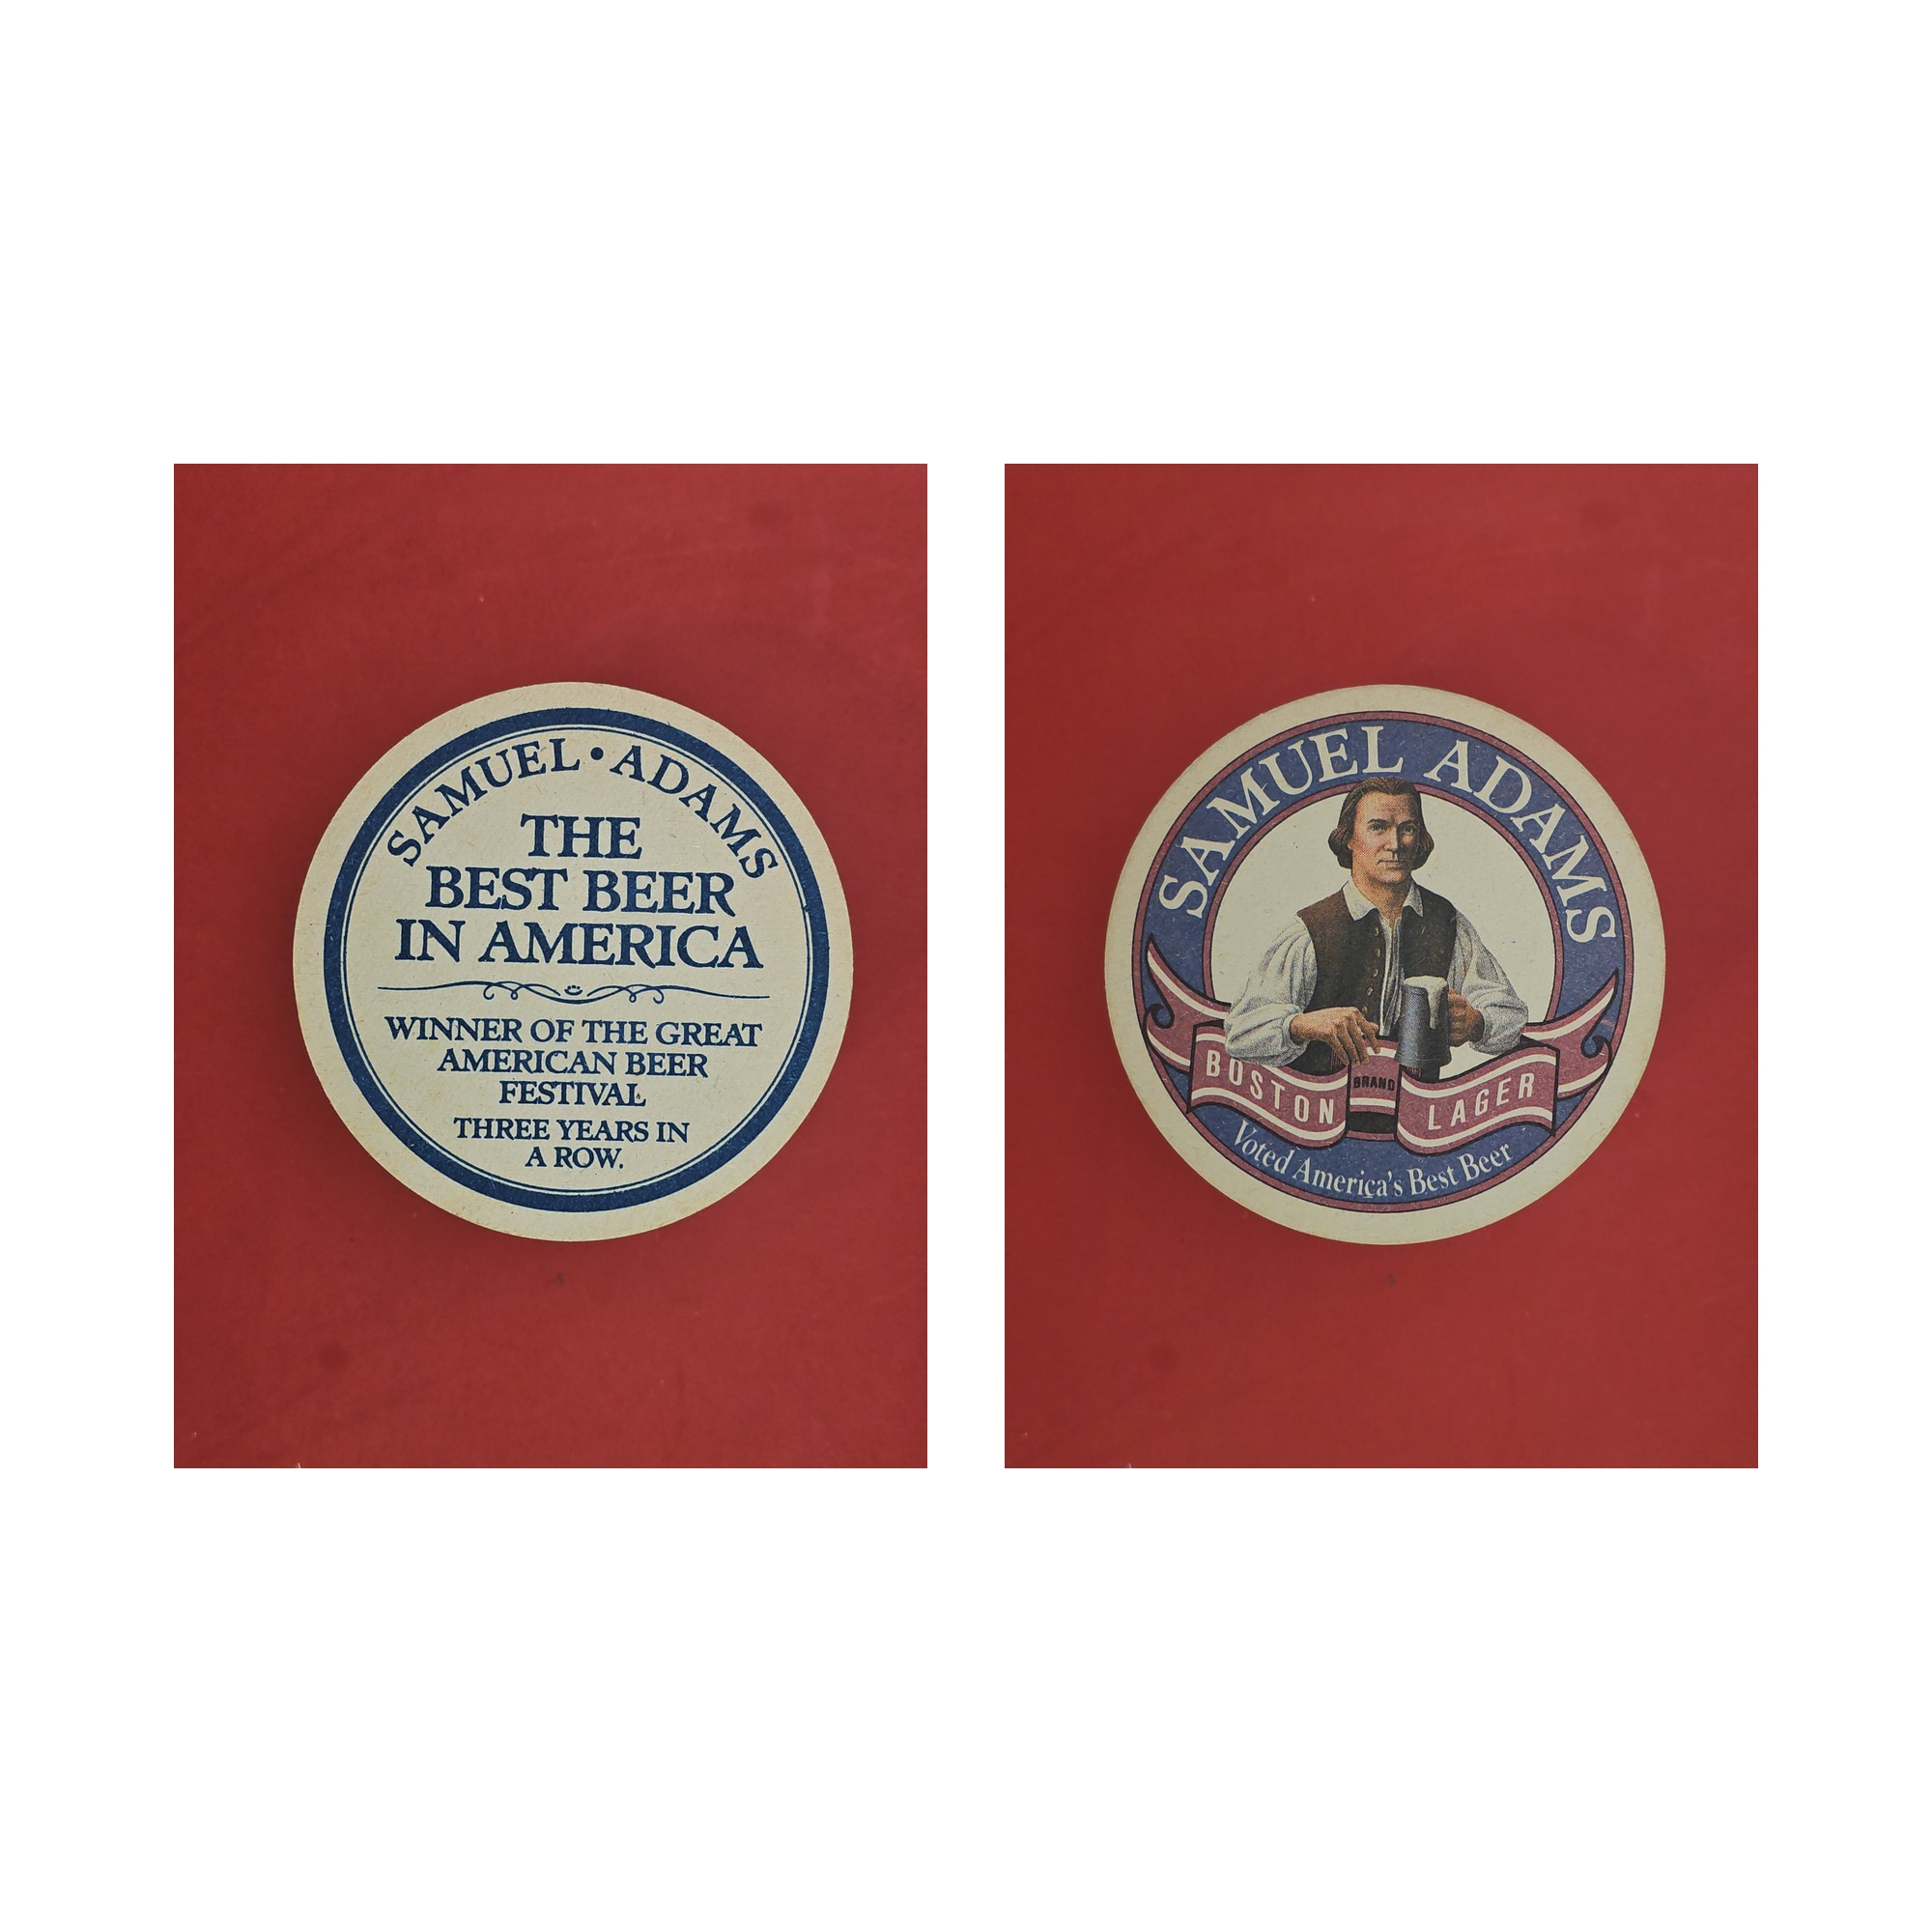 SAMUEL • ADAMS
THE
BEST BEER
IN AMERICA
WINNER OF THE GREAT
AMERICAN BEER
FESTIVAL
THREE YEARS IN
A ROW.
SAMUEL ADAMS
BOSTON BRAND LAGER
Voted America's Best Beer